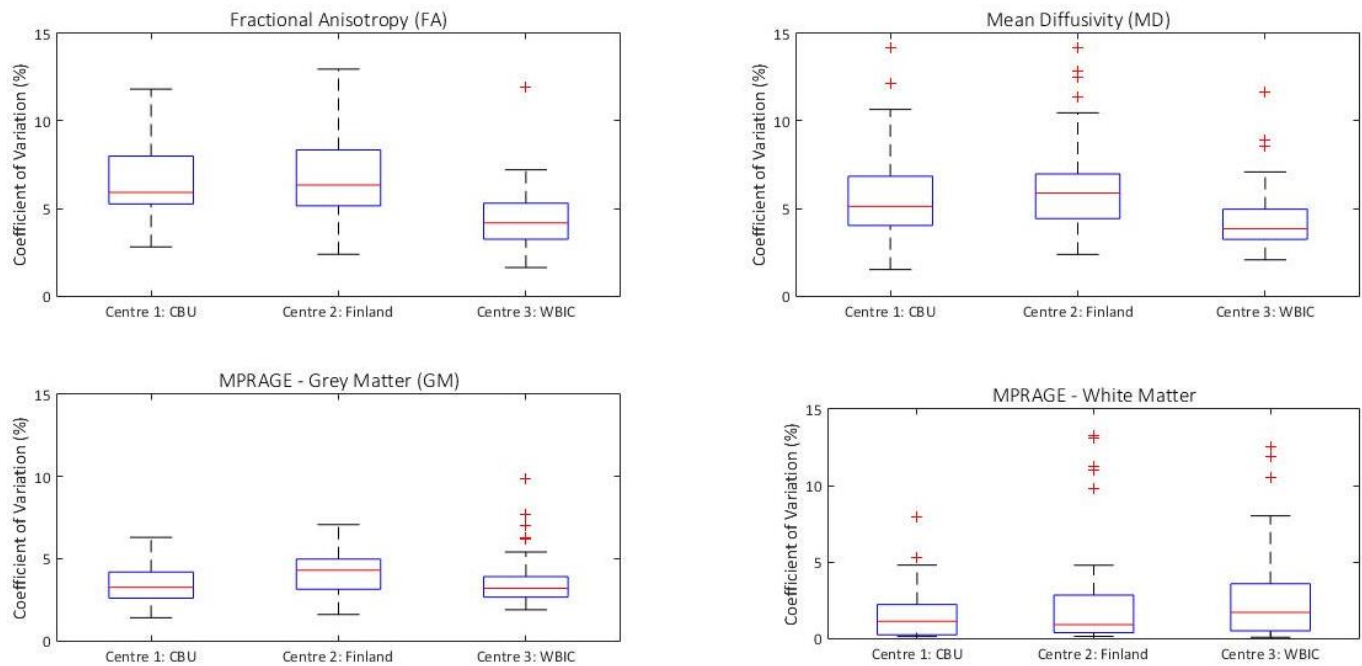 Fractional Anisotropy (FA)
Coefficient of Variation (%)
15
10
5
0
Centre 1: CBU Centre 2: Finland Centre 3: WBIC
Mean Diffusivity (MD)
Coefficient of Variation (%)
15
10
5
0
Centre 1: CBU Centre 2: Finland Centre 3: WBIC
MPRAGE - Grey Matter (GM)
Coefficient of Variation (%)
15
10
5
0
Centre 1: CBU Centre 2: Finland Centre 3: WBIC
MPRAGE - White Matter
Coefficient of Variation (%)
15
10
5
0
Centre 1: CBU Centre 2: Finland Centre 3: WBIC